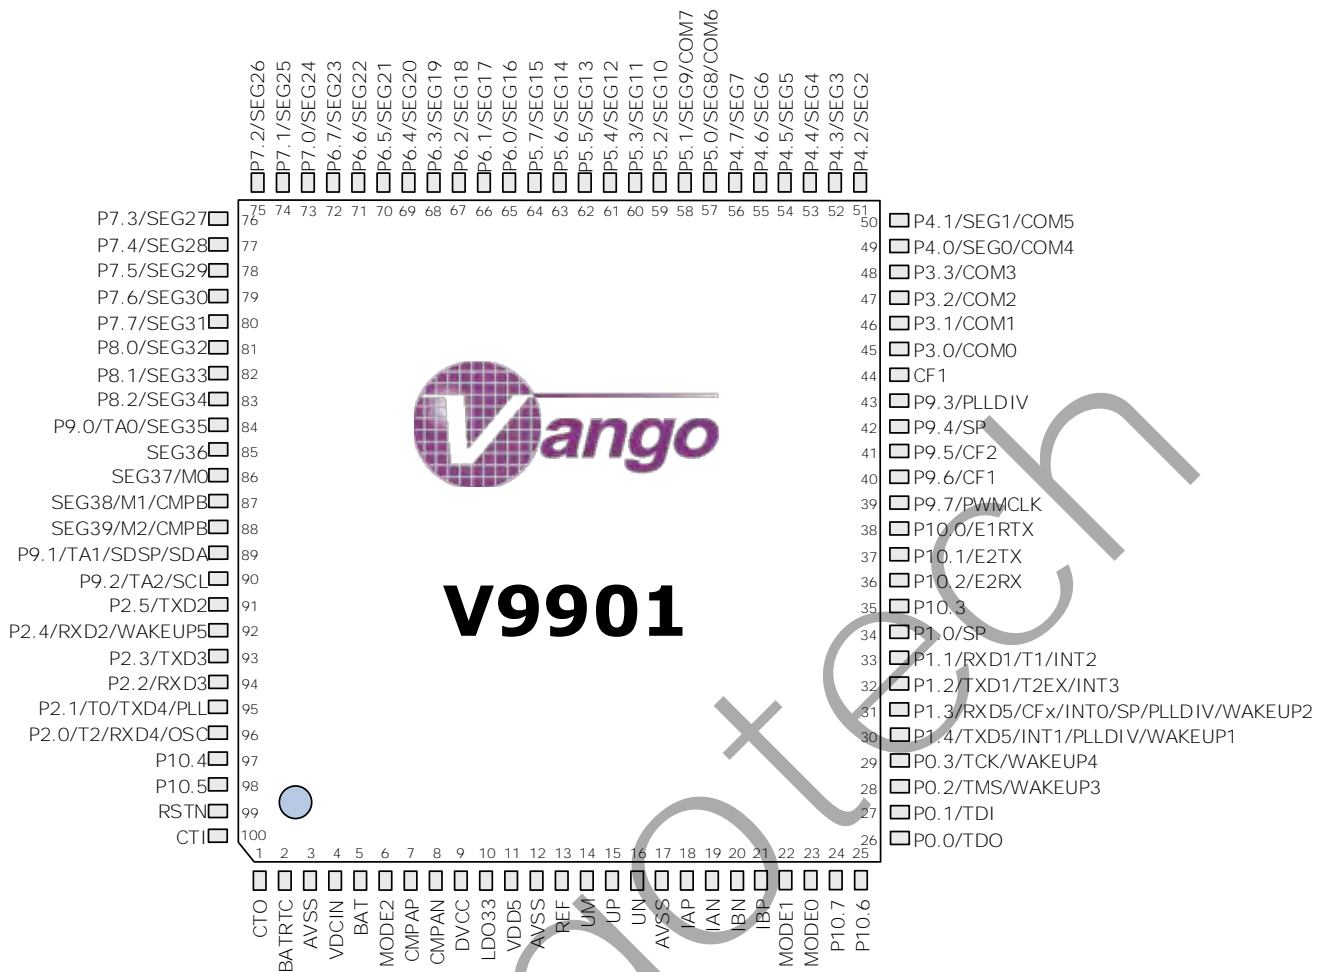 P7.2/SEG26
P7.1/SEG25
P7.0/SEG24
P6.7/SEG23
P6.6/SEG22
P6.5/SEG21
P6.4/SEG20
P6.3/SEG19
P6.2/SEG18
P6.1/SEG17
P6.0/SEG16
P5.7/SEG15
P5.6/SEG14
P5.5/SEG13
P5.4/SEG12
P5.3/SEG11
P5.2/SEG10
P5.1/SEG9/COM7
P5.0/SEG8/COM6
P4.7/SEG7
P4.6/SEG6
P4.5/SEG5
P4.4/SEG4
P4.3/SEG3
P4.2/SEG2
75 74 73 72 71 70 69 68 67 66 65 64 63 62 61 60 59 58 57 56 55 54 53 52 51
P7.3/SEG27 76
P7.4/SEG28 77
P7.5/SEG29 78
P7.6/SEG30 79
P7.7/SEG31 80
P8.0/SEG32 81
P8.1/SEG33 82
P8.2/SEG34 83
P9.0/TA0/SEG35 84
SEG36 85
SEG37/M0 86
SEG38/M1/CMPB 87
SEG39/M2/CMPB 88
P9.1/TA1/SDSP/SDA 89
P9.2/TA2/SCL 90
P2.5/TXD2 91
P2.4/RXD2/WAKEUP5 92
P2.3/TXD3 93
P2.2/RXD3 94
P2.1/T0/TXD4/PLL 95
P2.0/T2/RXD4/OSC 96
P10.4 97
P10.5 98
RSTN 99
CTI 100
Vango
V9901
50 P4.1/SEG1/COM5
49 P4.0/SEG0/COM4
48 P3.3/COM3
47 P3.2/COM2
46 P3.1/COM1
45 P3.0/COM0
44 CF1
43 P9.3/PLLDIV
42 P9.4/SP
41 P9.5/CF2
40 P9.6/CF1
39 P9.7/PWMCLK
38 P10.0/E1RTX
37 P10.1/E2TX
36 P10.2/E2RX
35 P10.3
34 P1.0/SP
33 P1.1/RXD1/T1/INT2
32 P1.2/TXD1/T2EX/INT3
31 P1.3/RXD5/CFx/INT0/SP/PLLDIV/WAKEUP2
30 P1.4/TXD5/INT1/PLLDIV/WAKEUP1
29 P0.3/TCK/WAKEUP4
28 P0.2/TMS/WAKEUP3
27 P0.1/TDI
26 P0.0/TDO
1 2 3 4 5 6 7 8 9 10 11 12 13 14 15 16 17 18 19 20 21 22 23 24 25
CTO
BATRTC
AVSS
VDCIN
BAT
MODE2
CMPAP
CMPAN
DVCC
LDO33
VDD5
AVSS
REF
UM
UP
UN
AVSS
IAP
IAN
IBN
IBP
MODE1
MODE0
P10.7
P10.6
gotech